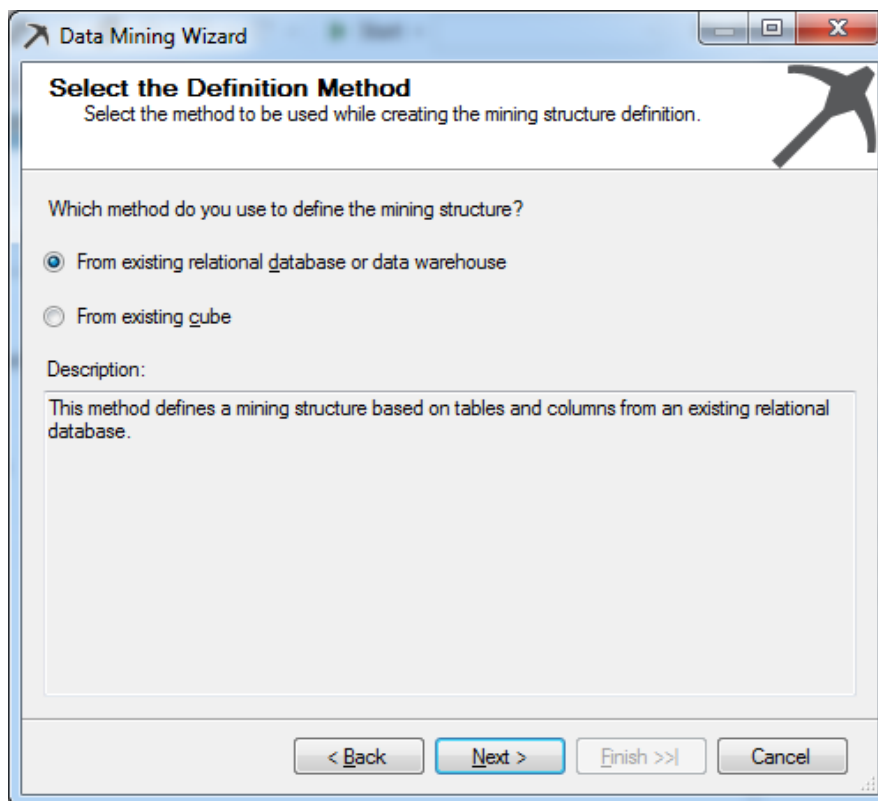 Data Mining Wizard
Start
Select the Definition Method
Select the method to be used while creating the mining structure definition.
Which method do you use to define the mining structure?
From existing relational database or data warehouse
From existing cube
Description:
This method defines a mining structure based on tables and columns from an existing relational
database.
< Back
Next >
Finish >>|
Cancel